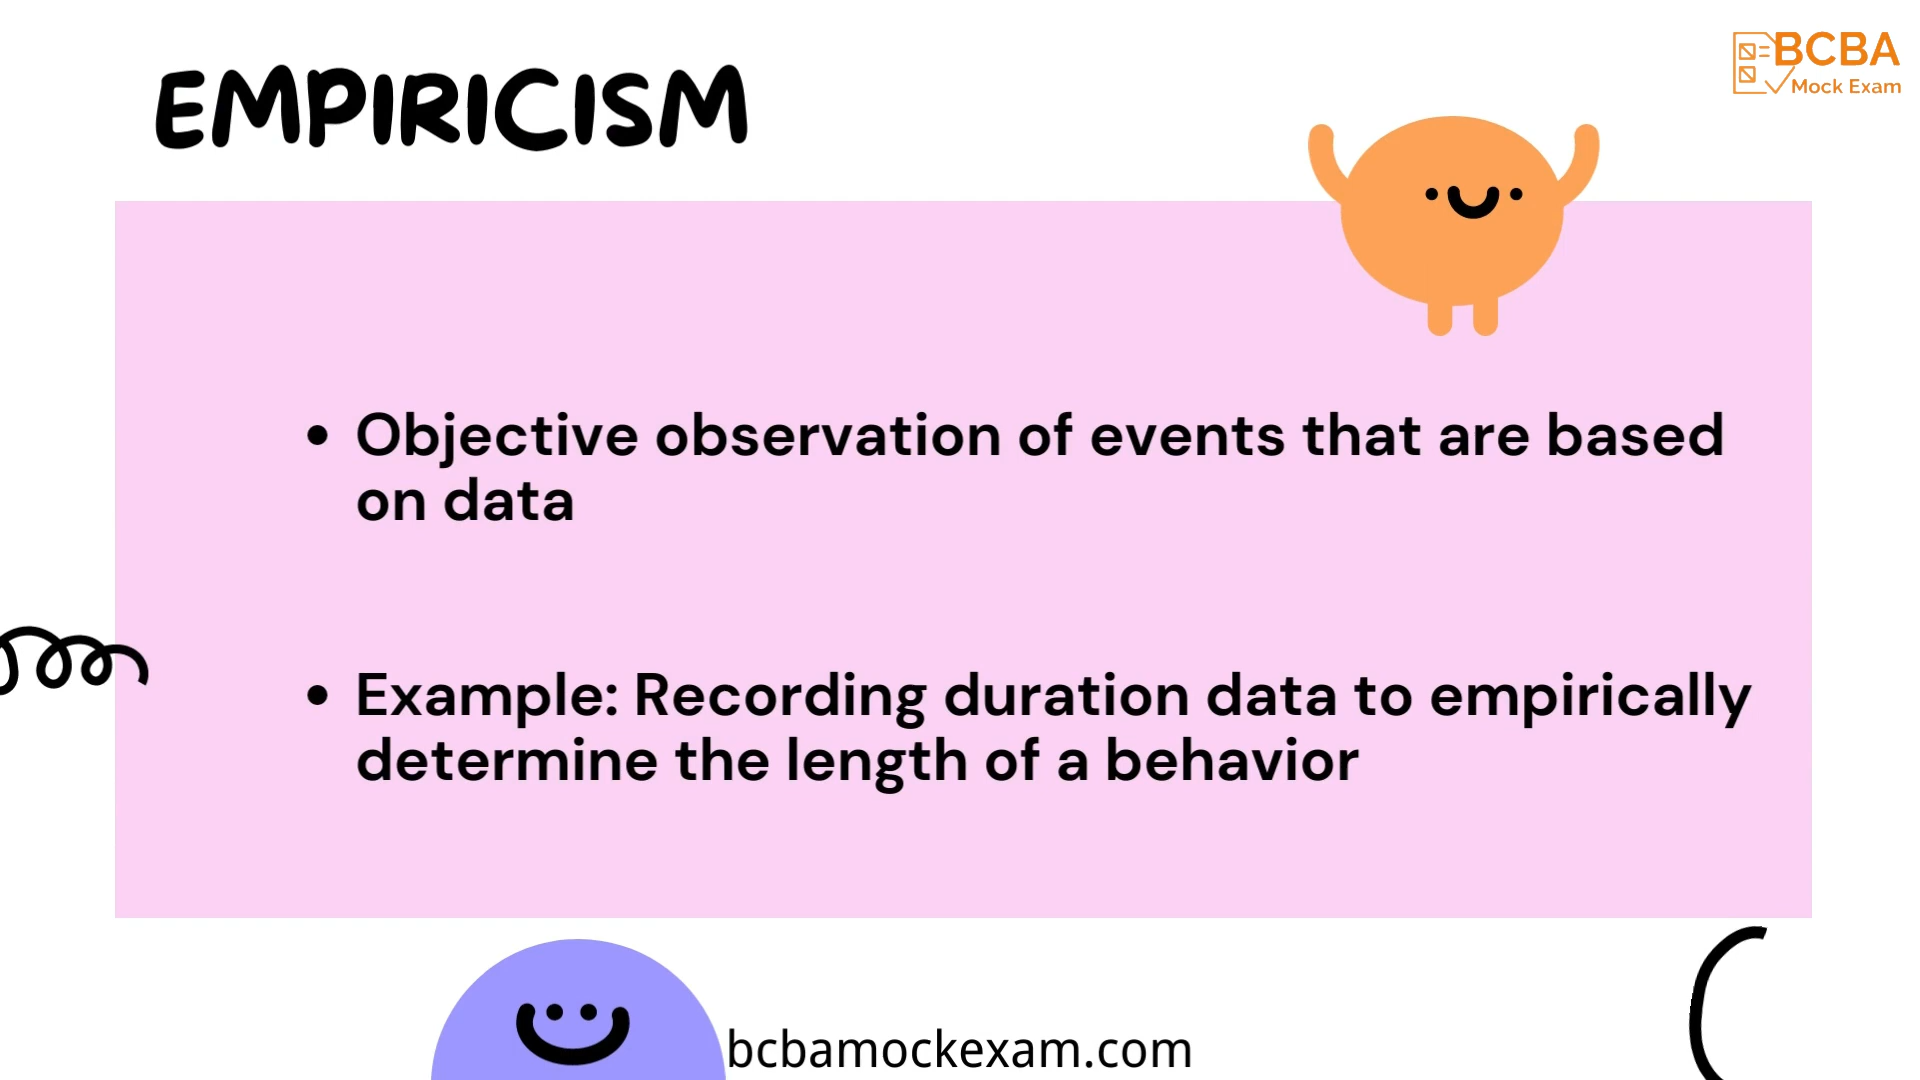 EMPIRICISM
BCBA
Mock Exam
• Objective observation of events that are based
on data
• Example: Recording duration data to empirically
determine the length of a behavior
bcbamockexam.com